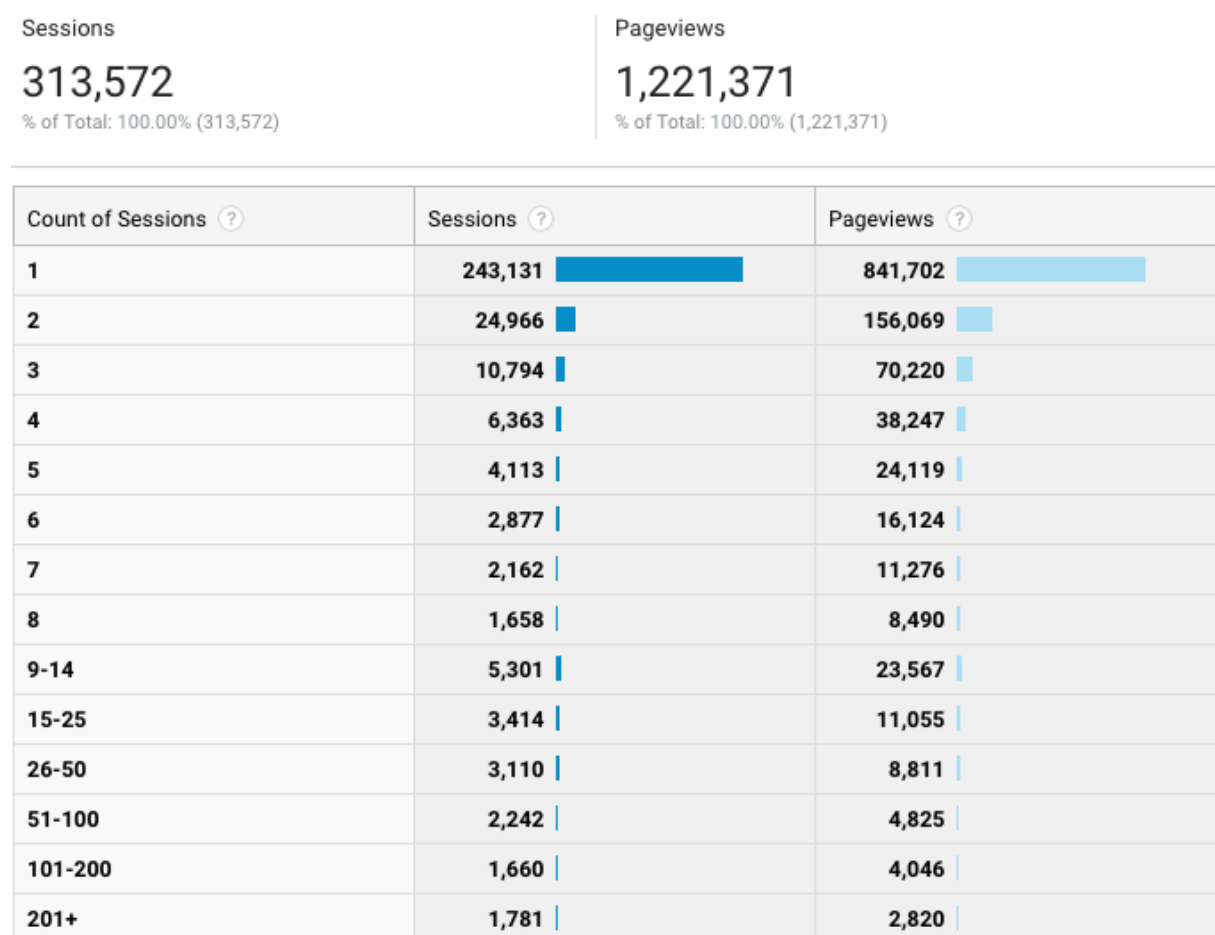 Sessions Pageviews
313,572 1,221,371
% of Total: 100.00% (313,572) % of Total: 100.00% (1,221,371)
Count of Sessions ? Sessions ? Pageviews ?
1 243,131 841,702
2 24,966 156,069
3 10,794 70,220
4 6,363 38,247
5 4,113 24,119
6 2,877 16,124
7 2,162 11,276
8 1,658 8,490
9-14 5,301 23,567
15-25 3,414 11,055
26-50 3,110 8,811
51-100 2,242 4,825
101-200 1,660 4,046
201+ 1,781 2,820